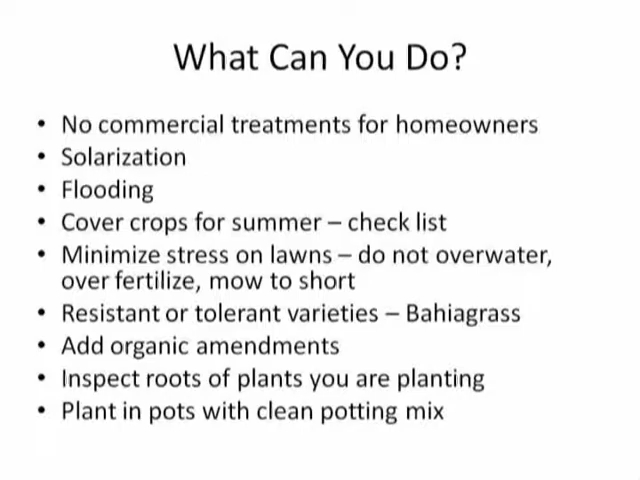 What Can You Do?
• No commercial treatments for homeowners
• Solarization
• Flooding
• Cover crops for summer – check list
• Minimize stress on lawns – do not overwater,
over fertilize, mow to short
• Resistant or tolerant varieties – Bahiagrass
• Add organic amendments
• Inspect roots of plants you are planting
• Plant in pots with clean potting mix